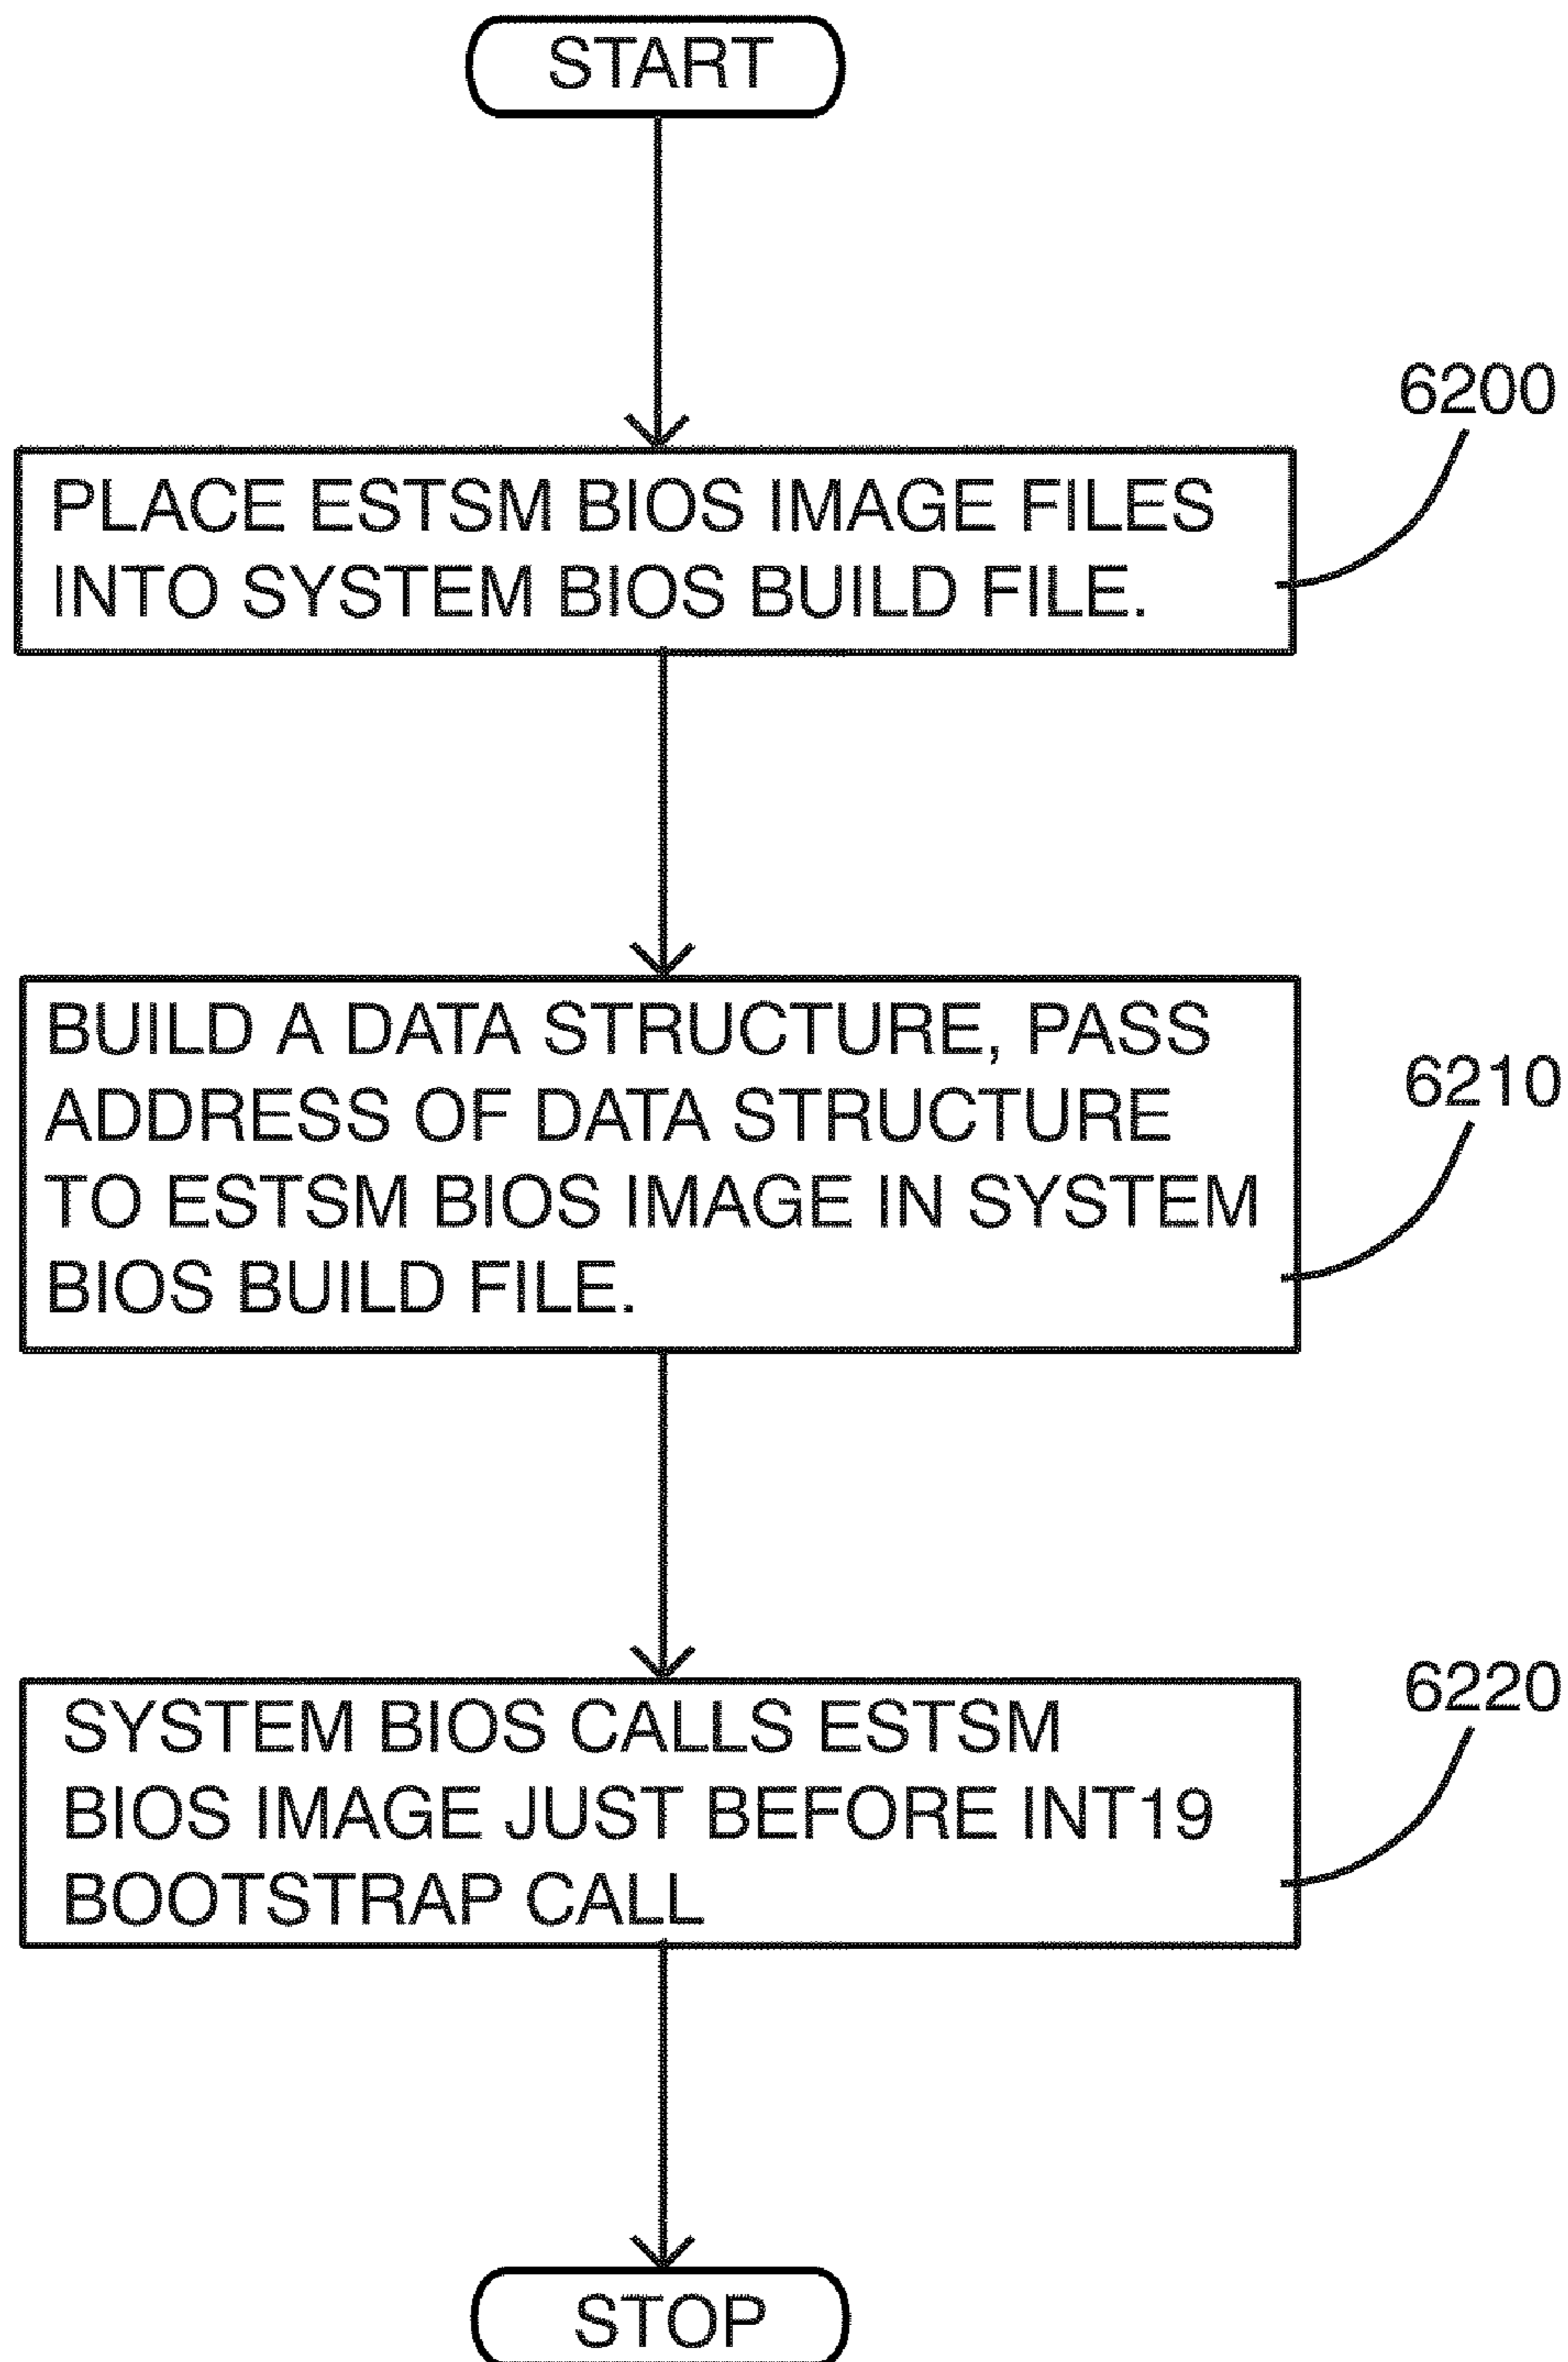 START
6200
PLACE ESTSM BIOS IMAGE FILES
INTO SYSTEM BIOS BUILD FILE.
BUILD A DATA STRUCTURE, PASS
6210
ADDRESS OF DATA STRUCTURE
TO ESTSM BIOS IMAGE IN SYSTEM
BIOS BUILD FILE.
6220
SYSTEM BIOS CALLS ESTSM
BIOS IMAGE JUST BEFORE INT19
BOOTSTRAP CALL
STOP